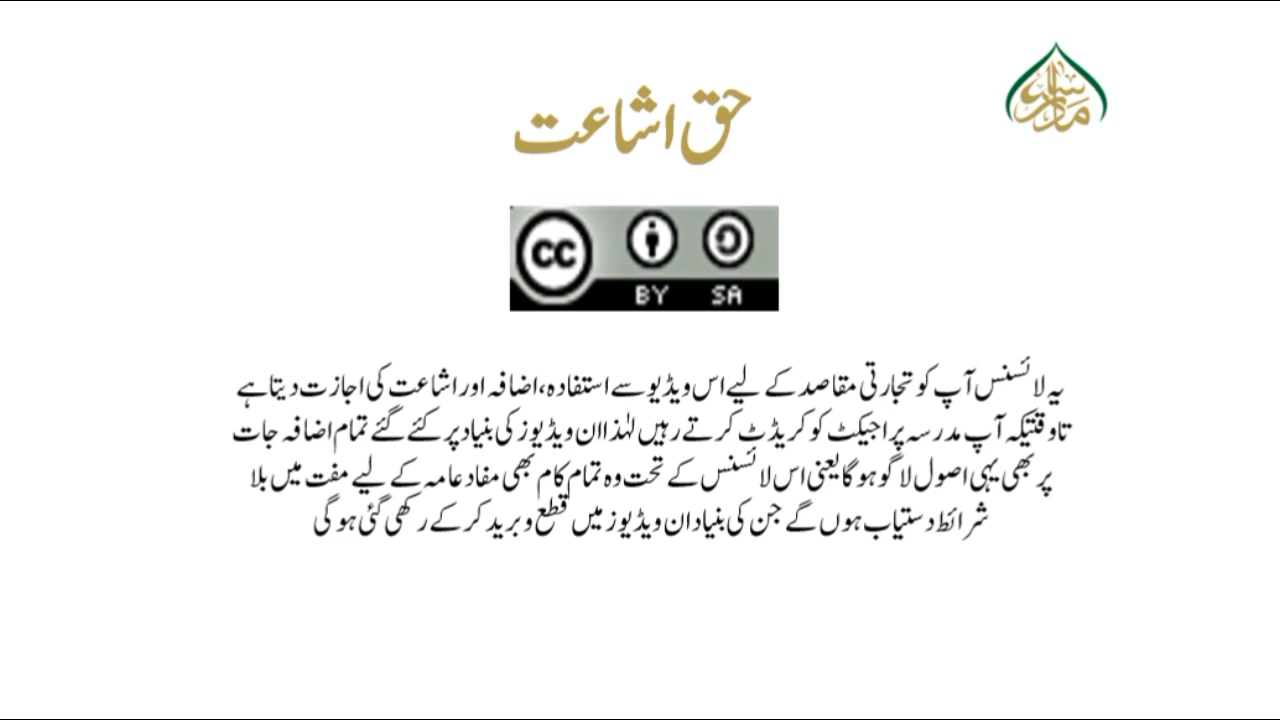 مدرسہ
حق اشاعت
CC
BY SA
یہ لائسنس آپ کو تجارتی مقاصد کے لیے اس ویڈیو سے استفادہ، اضافہ اور اشاعت کی اجازت دیتا ہے
تاوقتیکہ آپ مدرسہ پراجیکٹ کو کریڈٹ کرتے رہیں لہٰذا ان ویڈیوز کی بنیاد پر کئے گئے تمام اضافہ جات
پر بھی یہی اصول لاگو ہوگا یعنی اس لائسنس کے تحت وہ تمام کام بھی مفاد عامہ کے لیے مفت میں بلا
شرائط دستیاب ہوں گے جن کی بنیاد ان ویڈیوز میں قطع و برید کر کے رکھی گئی ہوگی